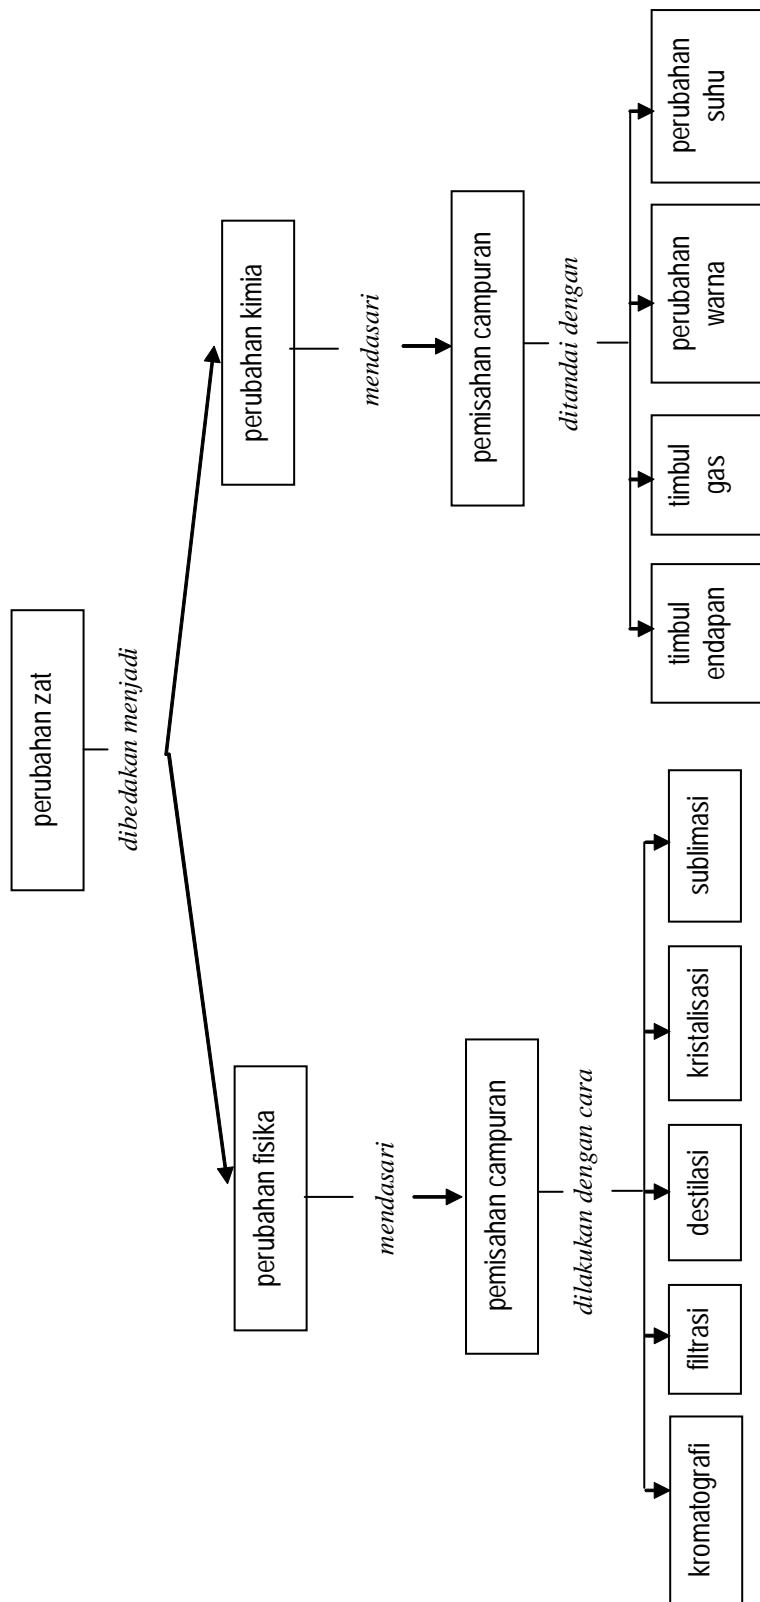 perubahan zat
dibedakan menjadi
perubahan fisika
perubahan kimia
mendasari
mendasari
pemisahan campuran
pemisahan campuran
dilakukan dengan cara
ditandai dengan
kromatografi
filtrasi
destilasi
kristalisasi
sublimasi
timbul
endapan
timbul
gas
perubahan
warna
perubahan
suhu